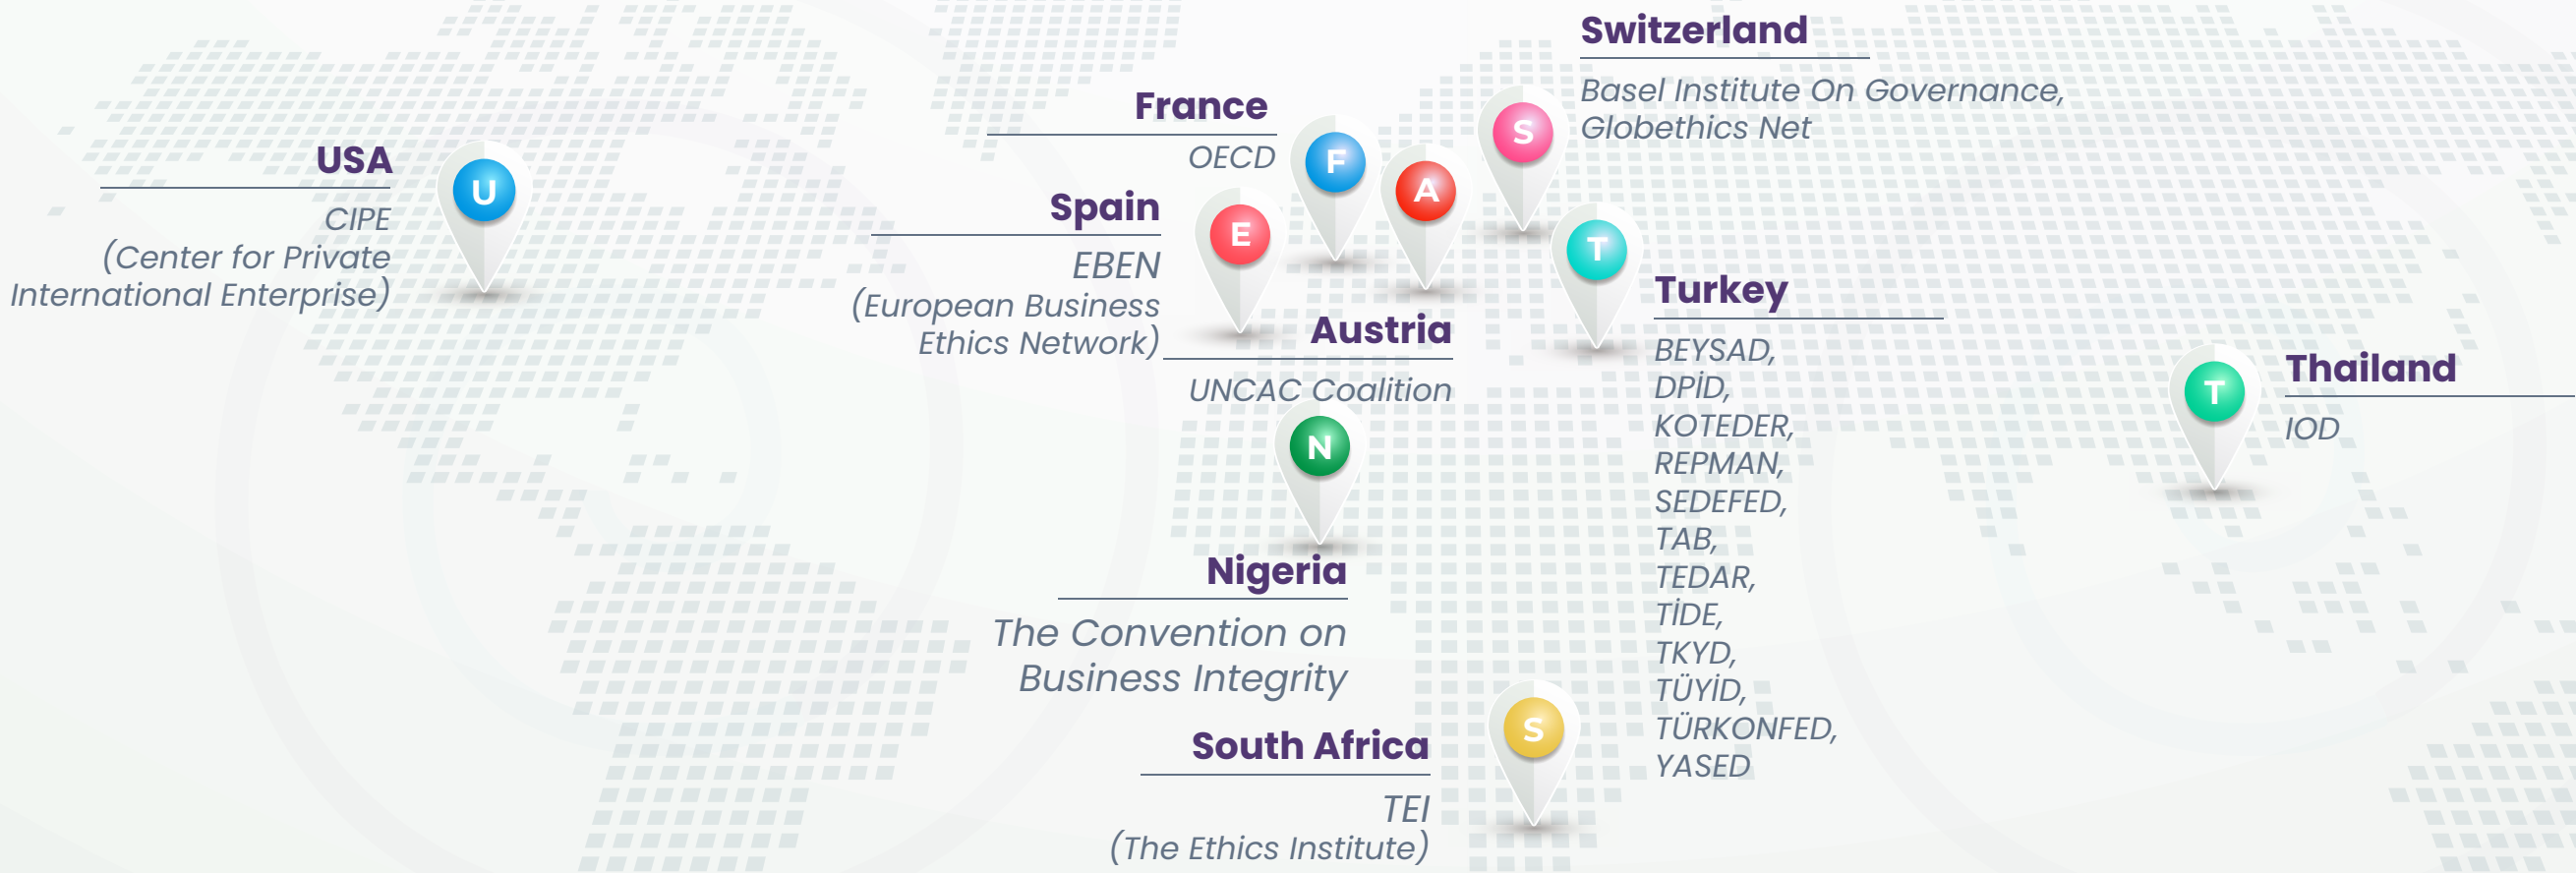 USA
U
CIPE
(Center for Private
International Enterprise)
France
F
OECD
Spain
E
EBEN
(European Business
Ethics Network)
A
Austria
UNCAC Coalition
Switzerland
S
Basel Institute On Governance,
Globethics Net
T
Turkey
BEYSAD,
DPİD,
KOTEDER,
REPMAN,
SEDEFED,
TAB,
TEDAR,
TİDE,
TKYD,
TÜYİD,
TÜRKONFED,
YASED
T
Thailand
IOD
N
Nigeria
The Convention on
Business Integrity
South Africa
S
TEI
(The Ethics Institute)